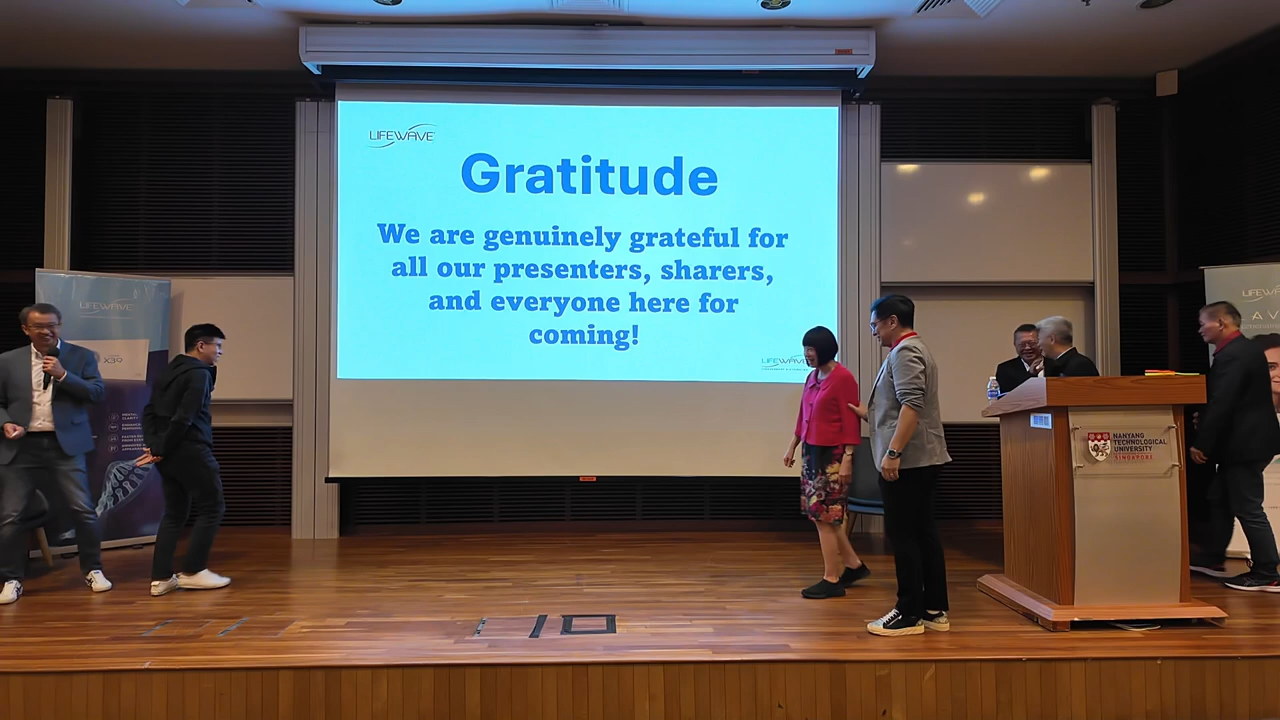 LIFEWAVE
Gratitude
We are genuinely grateful for
all our presenters, sharers,
and everyone here for
coming!
LIFEWAVE
LIFEWAVE
X39
NANYANG
TECHNOLOGICAL
UNIVERSITY
SINGAPORE
LIFEWAVE